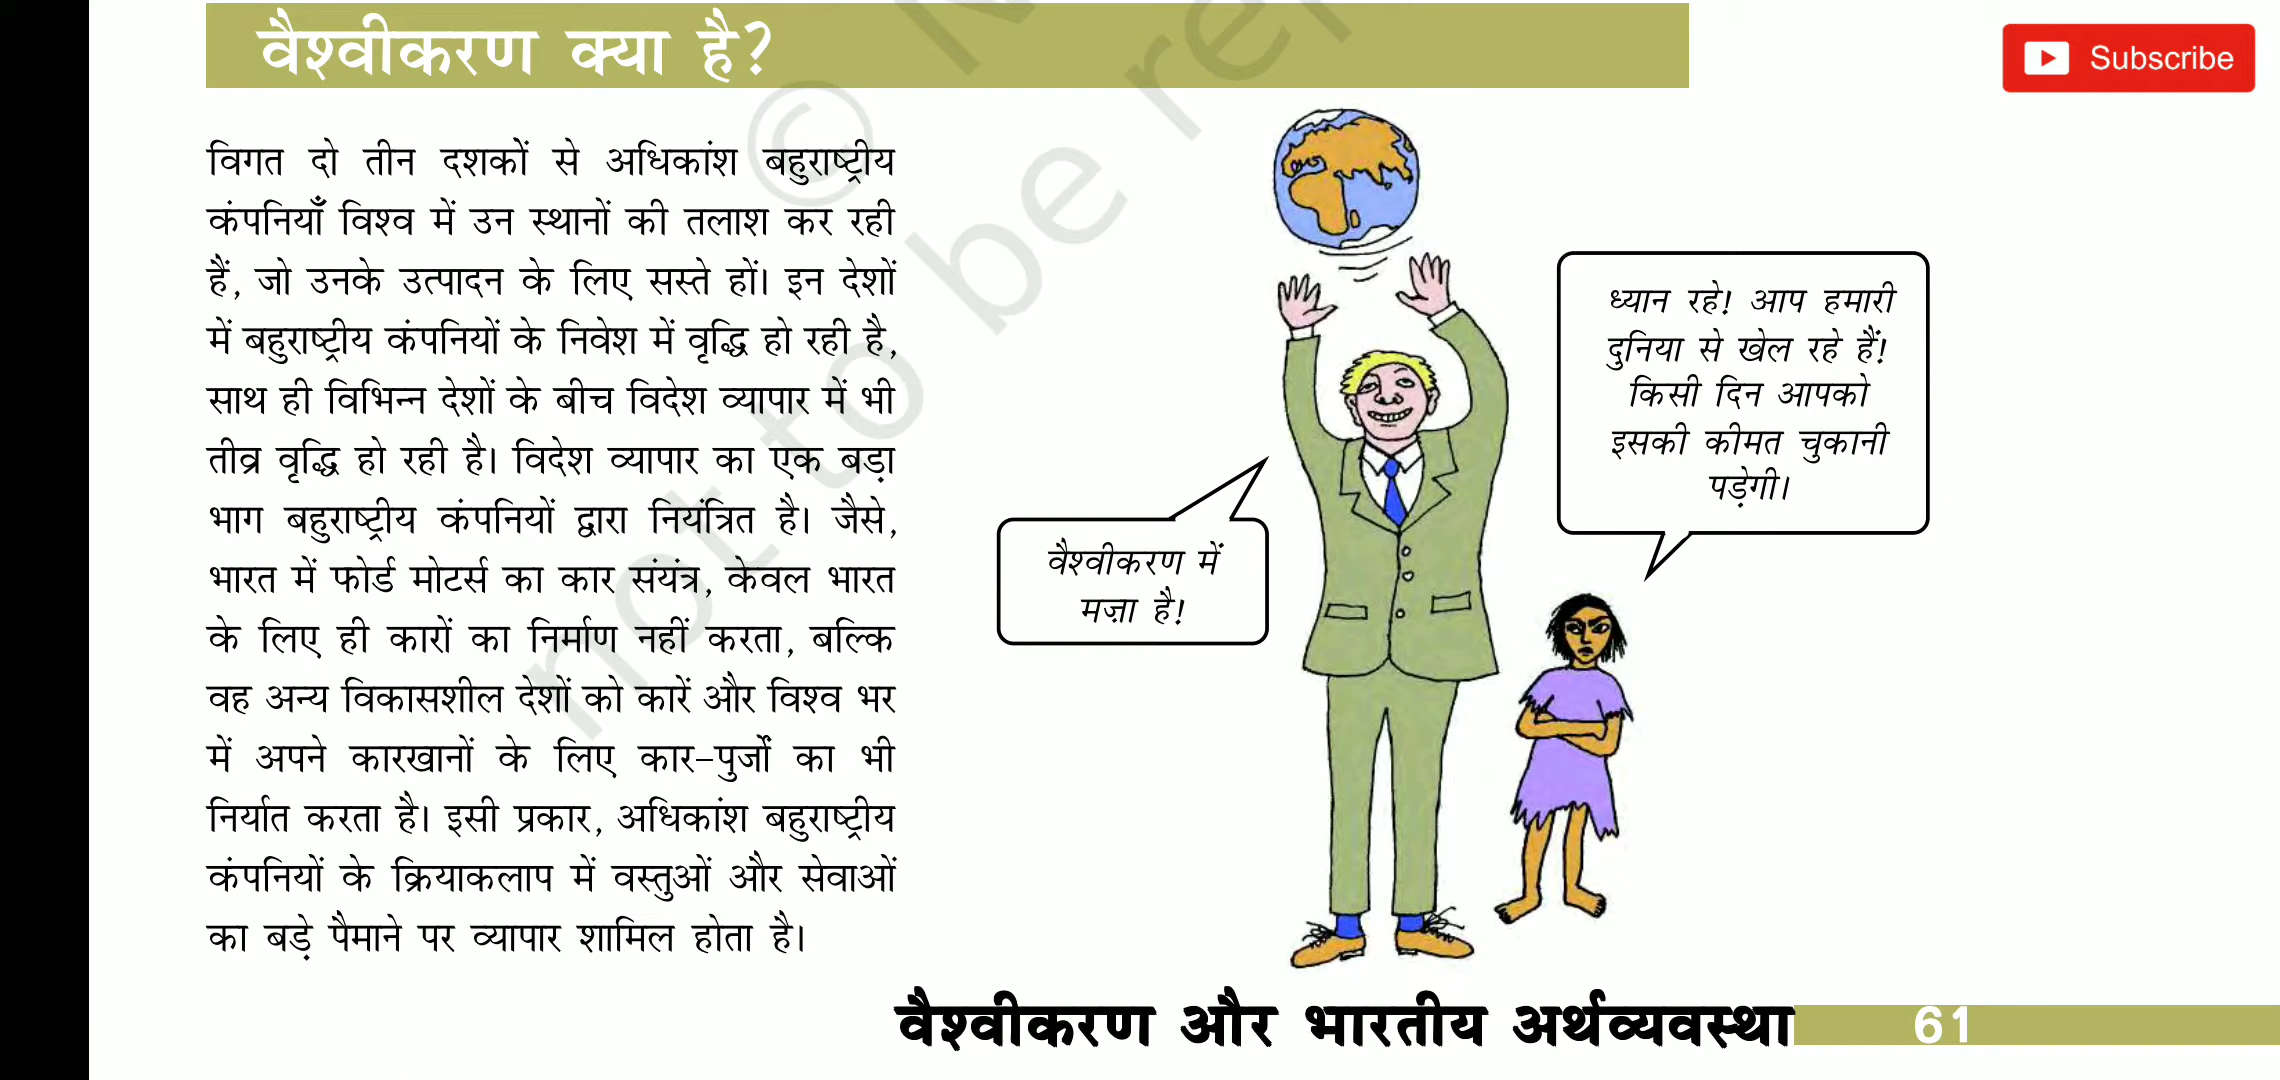 वैश्वीकरण क्या है?
Subscribe
विगत दो तीन दशकों से अधिकांश बहुराष्ट्रीय
कंपनियाँ विश्व में उन स्थानों की तलाश कर रही
हैं, जो उनके उत्पादन के लिए सस्ते हों। इन देशों
में बहुराष्ट्रीय कंपनियों के निवेश में वृद्धि हो रही है,
साथ ही विभिन्न देशों के बीच विदेश व्यापार में भी
तीव्र वृद्धि हो रही है। विदेश व्यापार का एक बड़ा
भाग बहुराष्ट्रीय कंपनियों द्वारा नियंत्रित है। जैसे,
भारत में फोर्ड मोटर्स का कार संयंत्र, केवल भारत
के लिए ही कारों का निर्माण नहीं करता, बल्कि
वह अन्य विकासशील देशों को कारें और विश्व भर
में अपने कारखानों के लिए कार-पुर्जों का भी
निर्यात करता है। इसी प्रकार, अधिकांश बहुराष्ट्रीय
कंपनियों के क्रियाकलाप में वस्तुओं और सेवाओं
का बड़े पैमाने पर व्यापार शामिल होता है।
वैश्वीकरण में
मज़ा है!
ध्यान रहे! आप हमारी
दुनिया से खेल रहे हैं!
किसी दिन आपको
इसकी कीमत चुकानी
पड़ेगी।
© 
not to be
वैश्वीकरण और भारतीय अर्थव्यवस्था 61